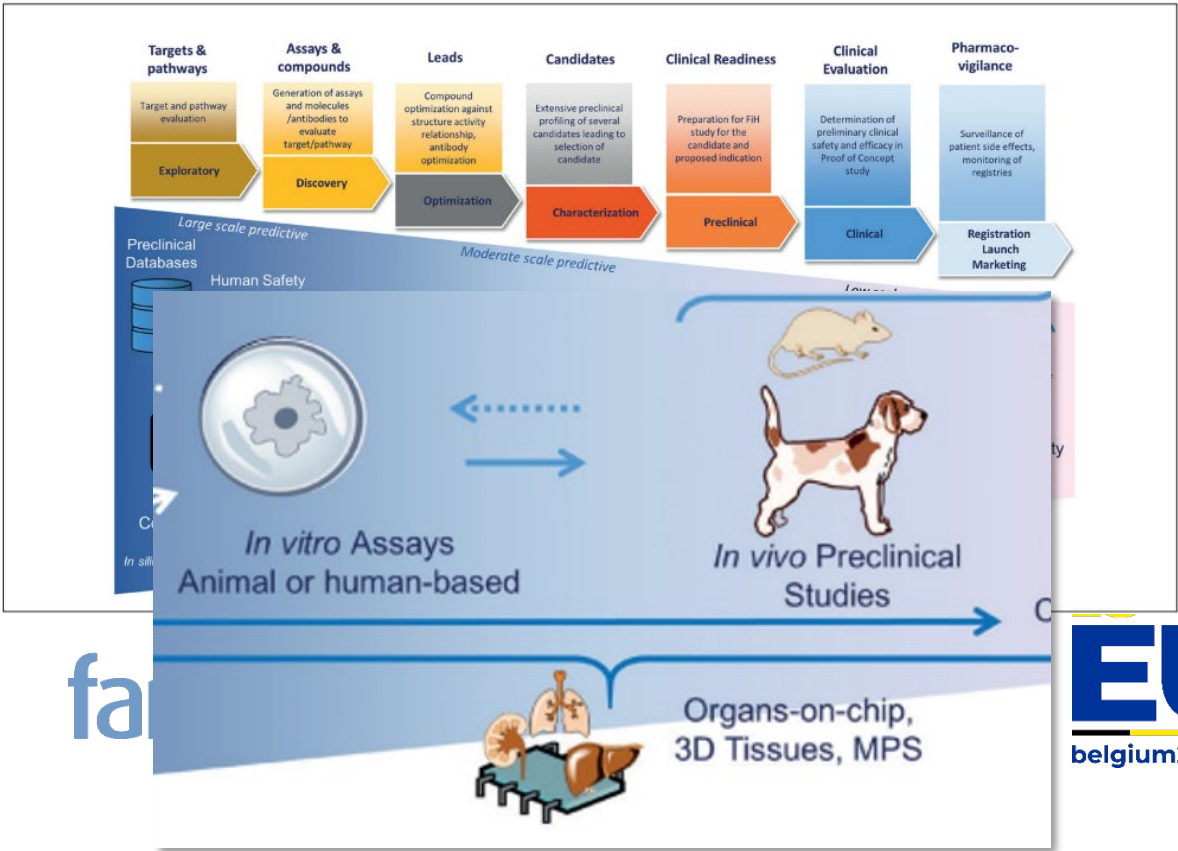 Targets &
pathways
Target and pathway
evaluation
Exploratory
Assays &
compounds
Generation of assays
and molecules
/antibodies to
evaluate
target/pathway
Discovery
Leads
Compound
optimization against
structure activity
relationship,
antibody
optimization
Optimization
Candidates
Extensive preclinical
profiling of several
candidates leading to
selection of
candidate
Characterization
Clinical Readiness
Preparation for FiH
study for the
candidate and
proposed indication
Preclinical
Clinical
Evaluation
Determination of
preliminary clinical
safety and efficacy in
Proof of Concept
study
Clinical
Pharmaco-
vigilance
Surveillance of
patient side effects,
monitoring of
registries
Registration
Launch
Marketing
Large scale predictive
Moderate scale predictive
Preclinical
Databases
Human Safety
In vitro Assays
Animal or human-based
In vivo Preclinical
Studies
Organs-on-chip,
3D Tissues, MPS
fa
EU
belgium